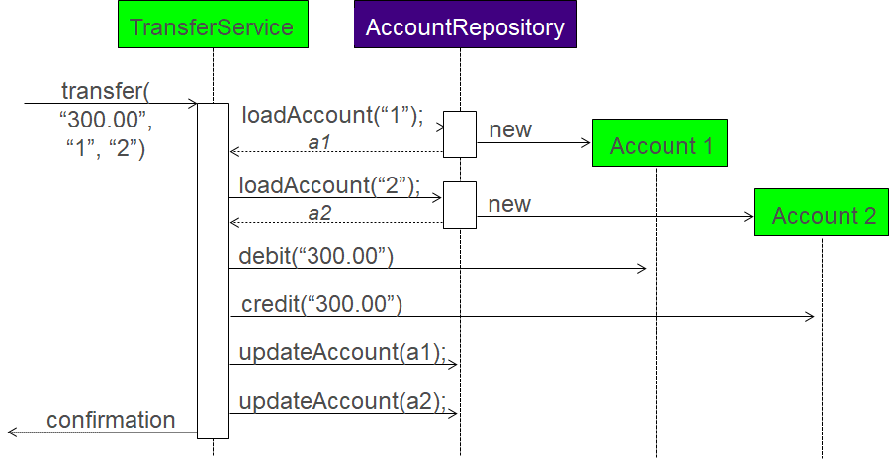 TransferService
AccountRepository
transfer(
“300.00”,
“1”, “2”)
loadAccount(“1”);
a1
new
Account 1
loadAccount(“2”);
a2
new
Account 2
debit(“300.00”)
credit(“300.00”)
updateAccount(a1);
updateAccount(a2);
confirmation